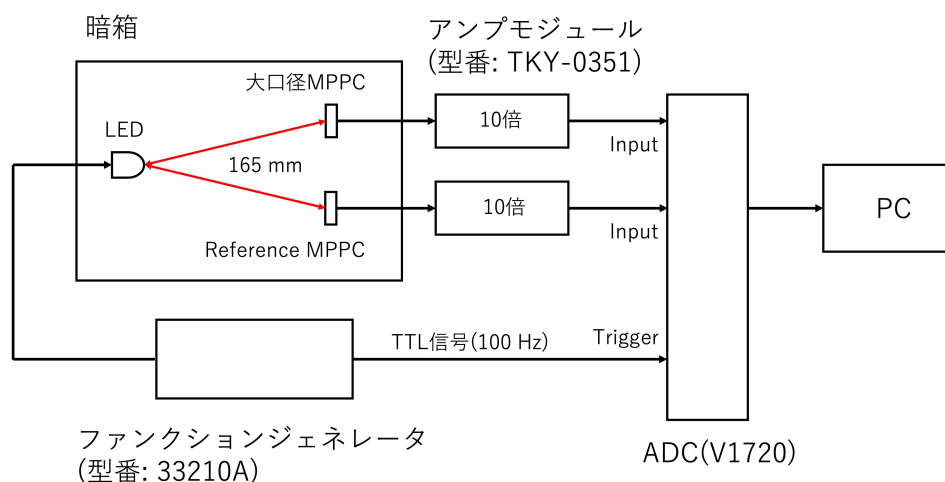 暗箱
アンプモジュール
(型番: TKY-0351)
大口径MPPC
10倍
LED
Input
165 mm
10倍
PC
Input
Reference MPPC
TTL信号(100 Hz)
Trigger
ファンクションジェネレータ
(型番: 33210A)
ADC(V1720)